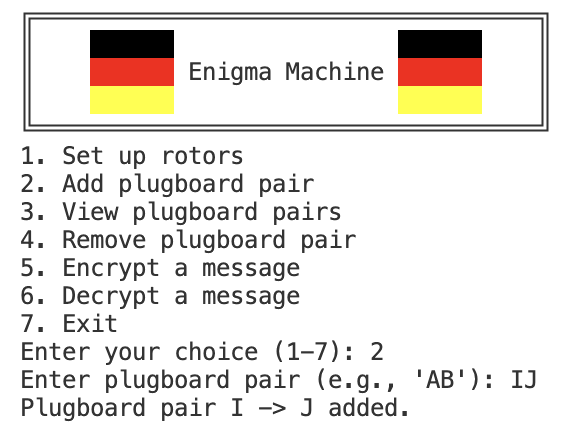 Enigma Machine
1. Set up rotors
2. Add plugboard pair
3. View plugboard pairs
4. Remove plugboard pair
5. Encrypt a message
6. Decrypt a message
7. Exit
Enter your choice (1-7): 2
Enter plugboard pair (e.g., 'AB'): IJ
Plugboard pair I -> J added.